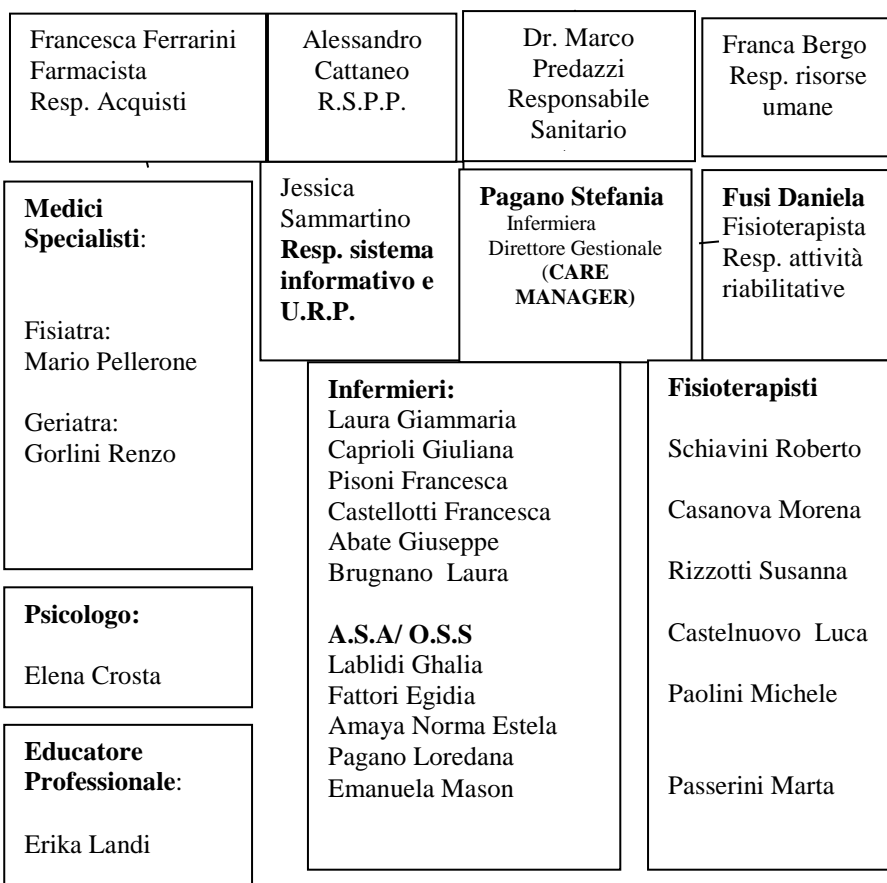 Francesca Ferrarini
Farmacista
Resp. Acquisti
Alessandro
Cattaneo
R.S.P.P.
Dr. Marco
Predazzi
Responsabile
Sanitario
Franca Bergo
Resp. risorse
umane
Medici
Specialisti:
Fisiatra:
Mario Pellerone
Geriatra:
Gorlini Renzo
Jessica
Sammartino
Resp. sistema
informativo e
U.R.P.
Pagano Stefania
Infermiera
Direttore Gestionale
(CARE
MANAGER)
Fusi Daniela
Fisioterapista
Resp. attività
riabilitative
Psicologo:
Elena Crosta
Educatore
Professionale:
Erika Landi
Infermieri:
Laura Giammaria
Caprioli Giuliana
Pisoni Francesca
Castellotti Francesca
Abate Giuseppe
Brugnano  Laura
A.S.A/ O.S.S
Lablidi Ghalia
Fattori Egidia
Amaya Norma Estela
Pagano Loredana
Emanuela Mason
Fisioterapisti
Schiavini Roberto
Casanova Morena
Rizzotti Susanna
Castelnuovo  Luca
Paolini Michele
Passerini Marta